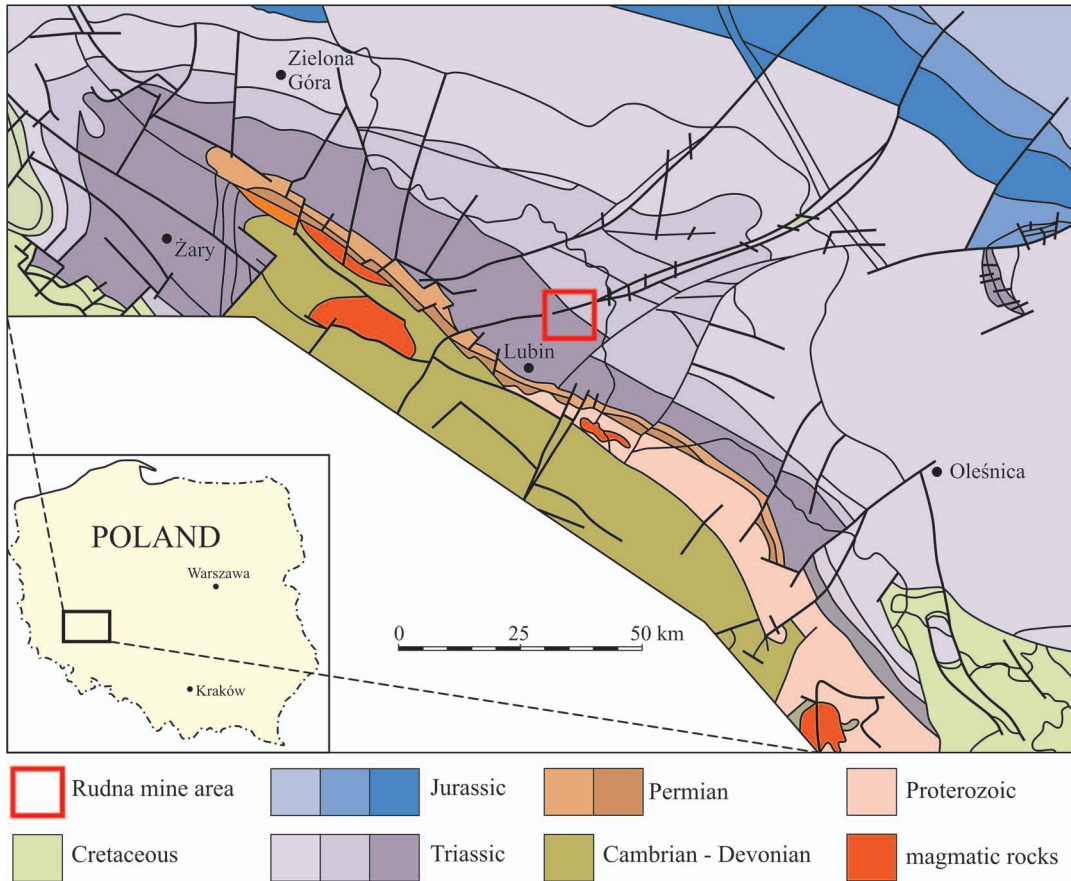 Zielona
Góra
Żary
Lubin
Oleśnica
POLAND
Warszawa
Kraków
0 25 50 km
Rudna mine area
Jurassic
Permian
Proterozoic
Cretaceous
Triassic
Cambrian - Devonian
magmatic rocks